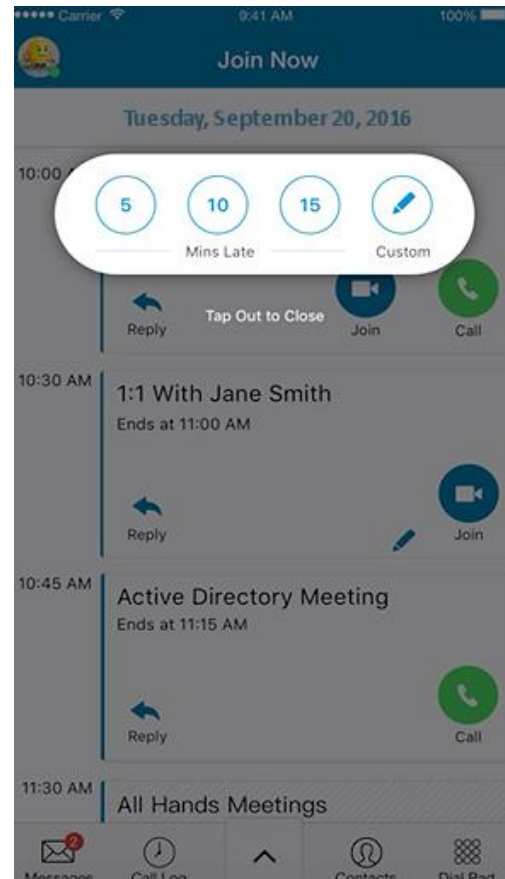 Carrier 9:41 AM 100%
Join Now
Tuesday, September 20, 2016
10:00
5 10 15
Mins Late Custom
Reply Tap Out to Close Join Call
10:30 AM
1:1 With Jane Smith
Ends at 11:00 AM
Reply Join
10:45 AM
Active Directory Meeting
Ends at 11:15 AM
Reply Call
11:30 AM
All Hands Meetings
2
Messages Call Log Contacts Dial Pad